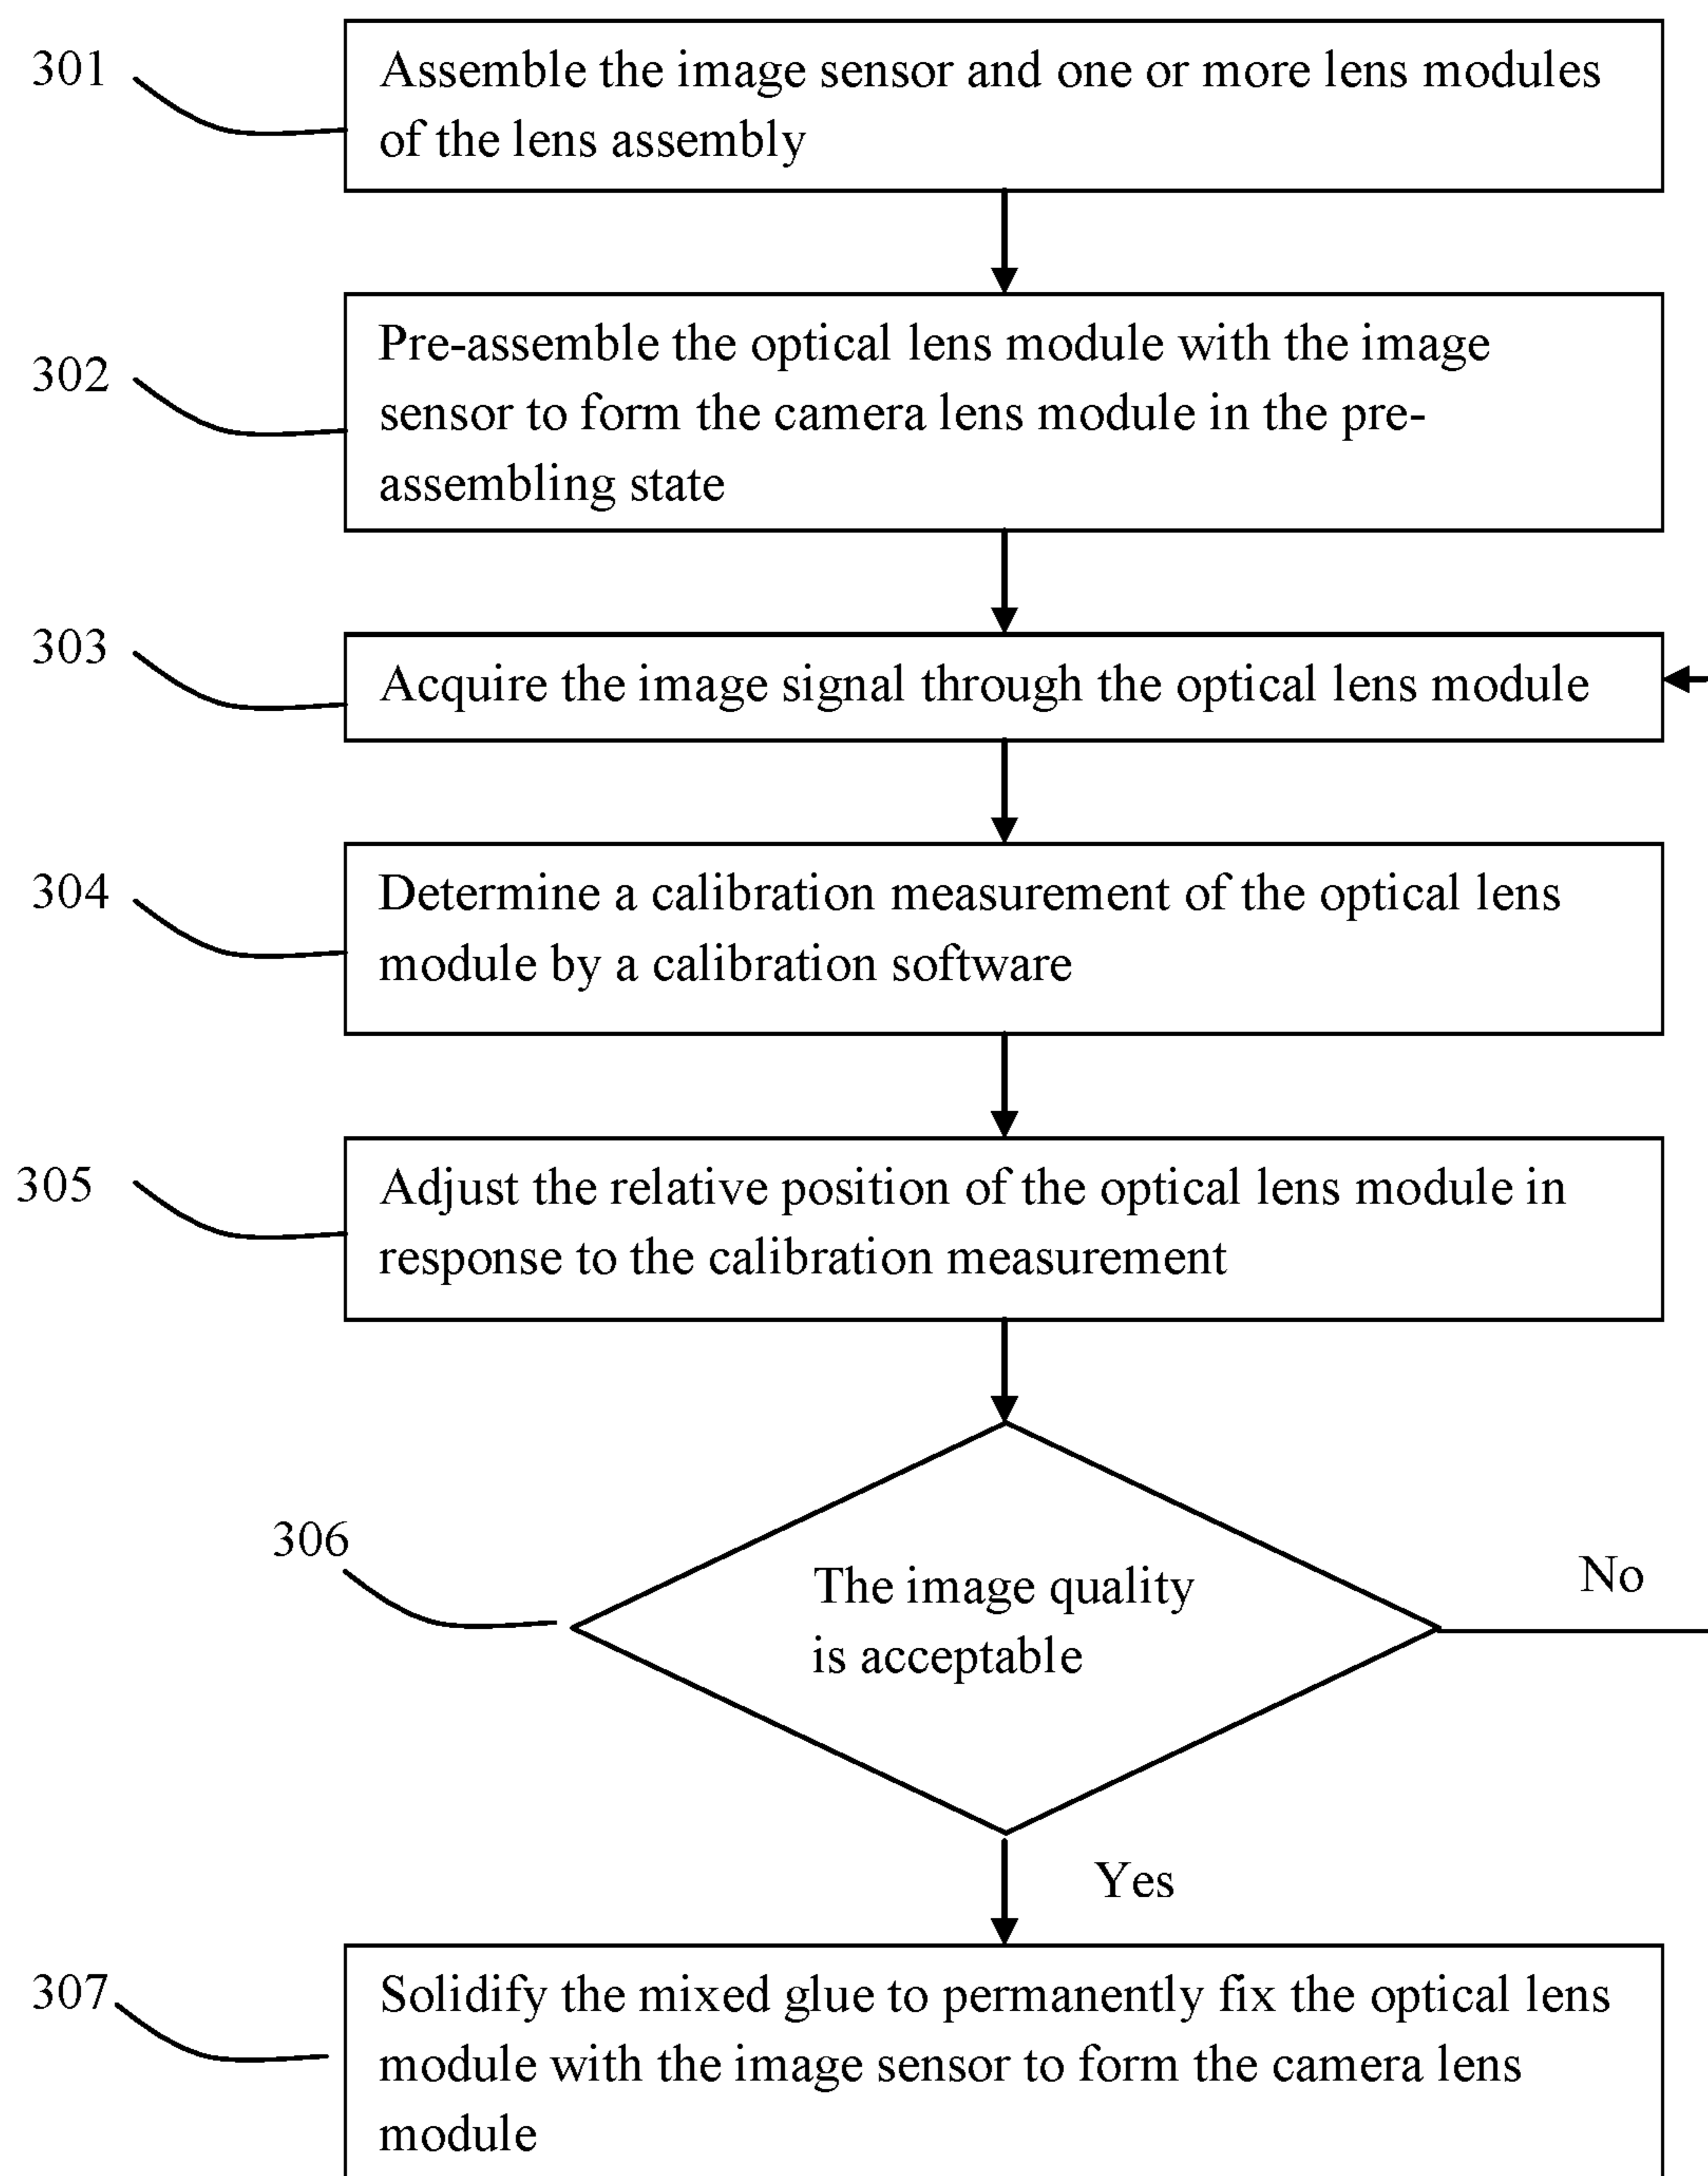 301
Assemble the image sensor and one or more lens modules
of the lens assembly
302
Pre-assemble the optical lens module with the image
sensor to form the camera lens module in the pre-
assembling state
303
Acquire the image signal through the optical lens module
304
Determine a calibration measurement of the optical lens
module by a calibration software
305
Adjust the relative position of the optical lens module in
response to the calibration measurement
306
The image quality
is acceptable
No
Yes
307
Solidify the mixed glue to permanently fix the optical lens
module with the image sensor to form the camera lens
module